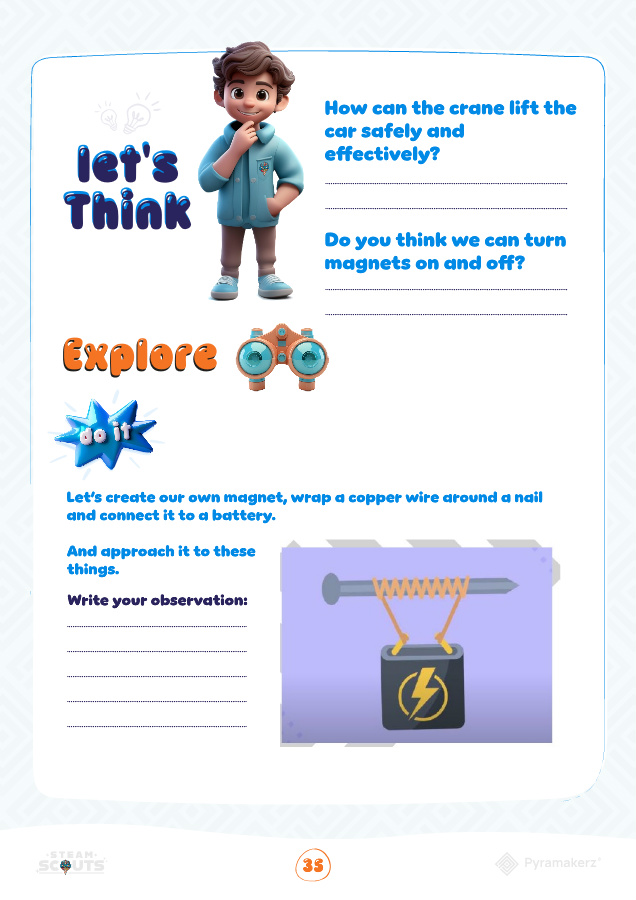 let's
Think
How can the crane lift the
car safely and
effectively?
Do you think we can turn
magnets on and off?
Explore
do it
Let's create our own magnet, wrap a copper wire around a nail
and connect it to a battery.
And approach it to these
things.
Write your observation:
STEAM
SCOUTS
35
Pyramakerz